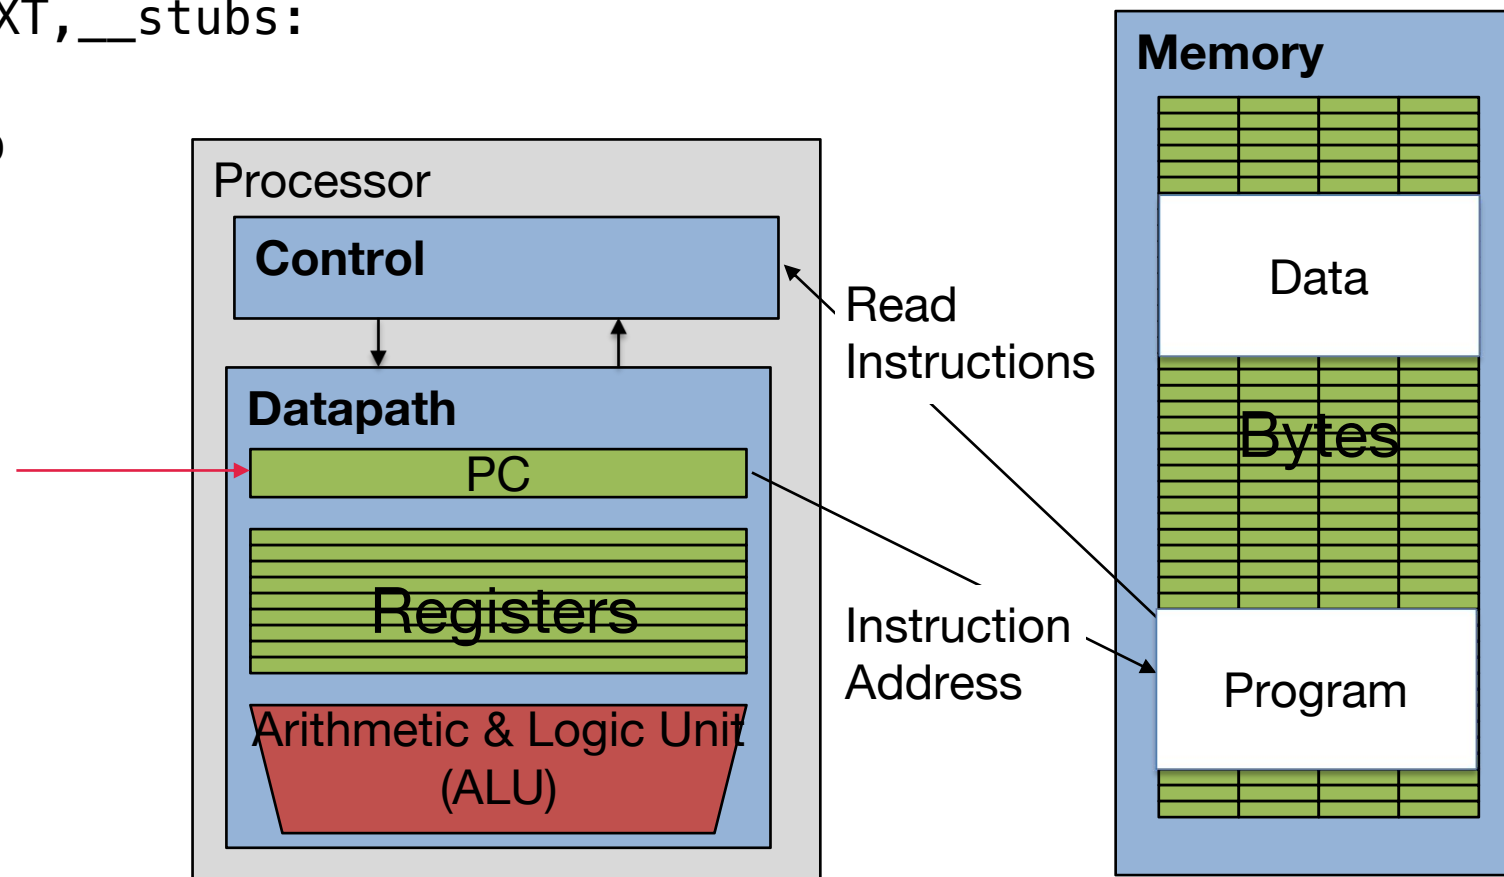 XT,__stubs:
Processor
Control
Datapath
PC
Registers
Arithmetic & Logic Unit
(ALU)
Read
Instructions
Instruction
Address
Memory
Data
Bytes
Program